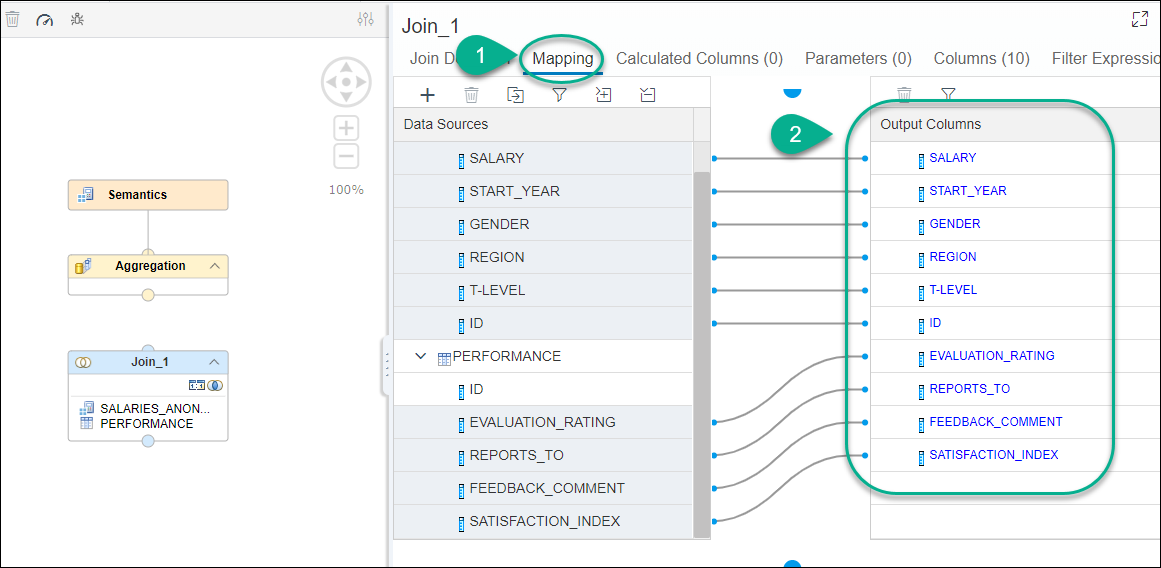 Join_1
1
Join D
Mapping
Calculated Columns (0)
Parameters (0)
Columns (10)
Filter Expressio
Data Sources
2
Output Columns
SALARY
SALARY
START_YEAR
START_YEAR
GENDER
GENDER
REGION
REGION
T-LEVEL
T-LEVEL
ID
ID
PERFORMANCE
EVALUATION_RATING
ID
REPORTS_TO
EVALUATION_RATING
FEEDBACK_COMMENT
REPORTS_TO
SATISFACTION_INDEX
FEEDBACK_COMMENT
SATISFACTION_INDEX
100%
Semantics
Aggregation
Join_1
SALARIES_ANON...
PERFORMANCE